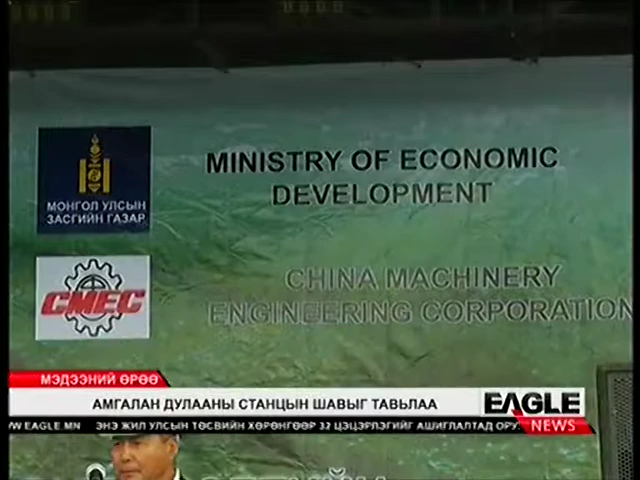 MINISTRY OF ECONOMIC
DEVELOPMENT
МОНГОЛ УЛСЫН
ЗАСГИЙН ГАЗАР
CMEC
CHINA MACHINERY
ENGINEERING CORPORATION
МЭДЭЭНИЙ ӨРӨӨ
АМГАЛАН ДУЛААНЫ СТАНЦЫН ШАВЫГ ТАВЬЛАА
EAGLE
NEWS
WWW.EAGLE.MN ЭНЭ ЖИЛ УЛСЫН ТӨСВИЙН ХӨРӨНГӨӨР 32 ЦЭЦЭРЛЭГИЙГ АШИГЛАЛТАД ОРУ